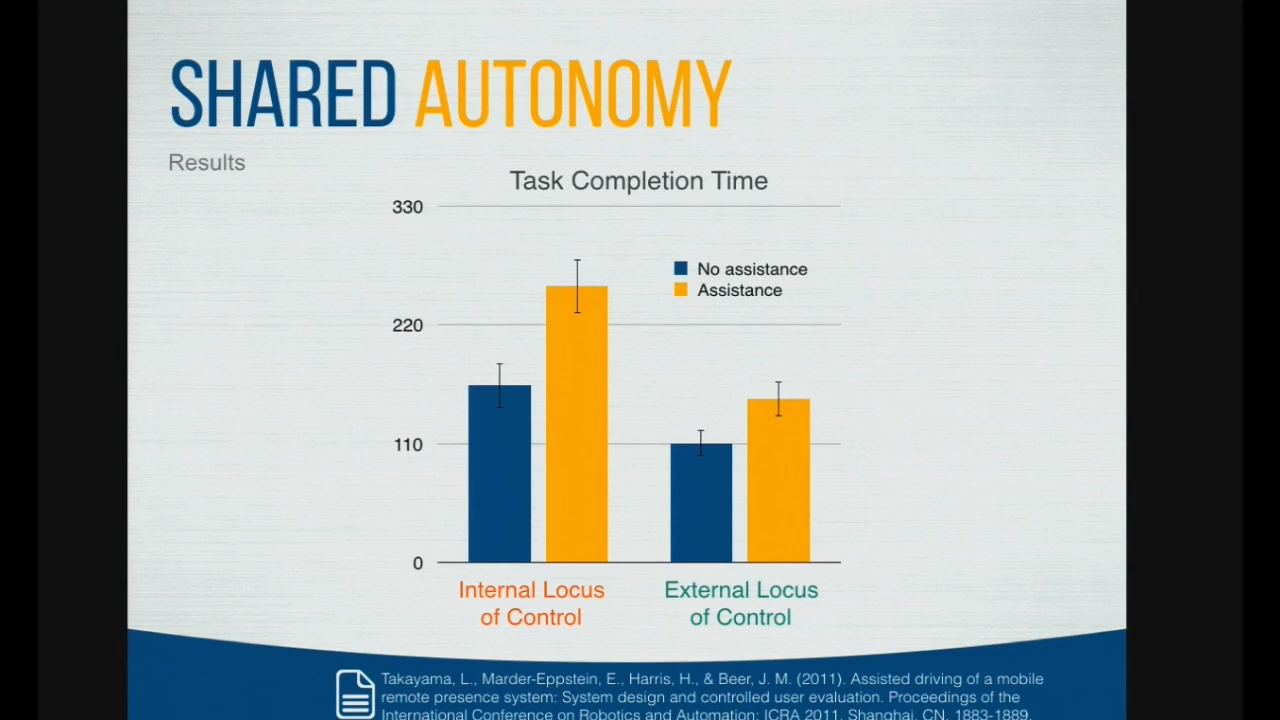 SHARED AUTONOMY
Results
Task Completion Time
330
No assistance
Assistance
220
110
0
Internal Locus
of Control
External Locus
of Control
Takayama, L., Marder-Eppstein, E., Harris, H., & Beer, J. M. (2011). Assisted driving of a mobile
remote presence system: System design and controlled user evaluation. Proceedings of the
International Conference on Robotics and Automation: ICRA 2011, Shanghai, CN, 1883-1889.